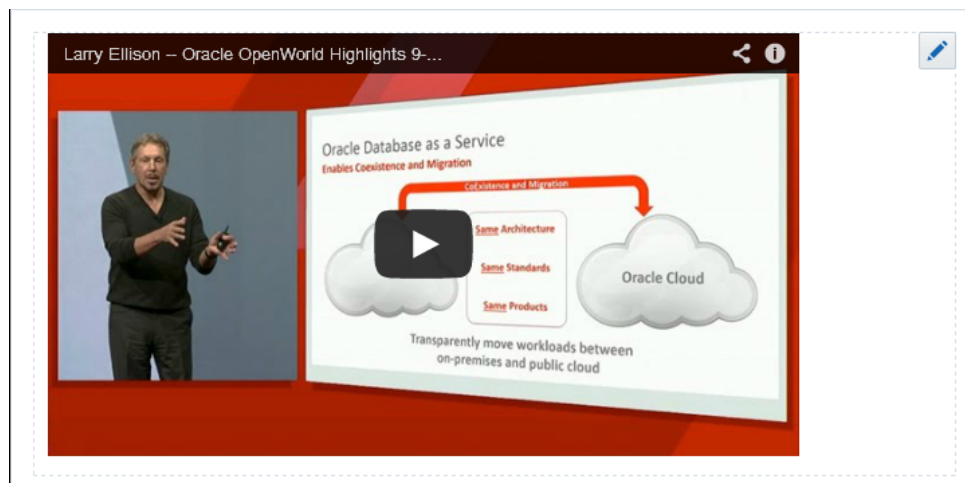 Larry Ellison -- Oracle OpenWorld Highlights 9-...
Oracle Database as a Service
Enables Coexistence and Migration
CoExistence and Migration
Same Architecture
Same Standards
Same Products
Oracle Cloud
Transparently move workloads between
on-premises and public cloud